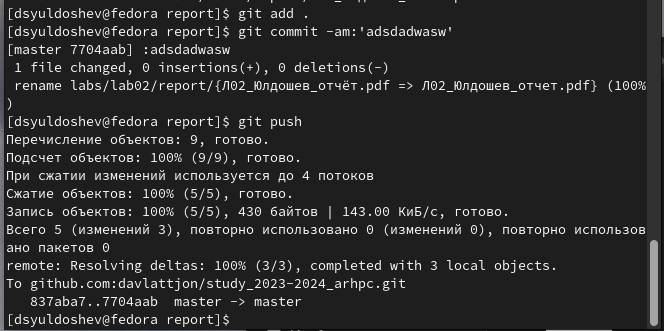 [dsyuldoshev@fedora report]$ git add .
[dsyuldoshev@fedora report]$ git commit -am:'adsdadwasw'
[master 7704aab] :adsdadwasw
 1 file changed, 0 insertions(+), 0 deletions(-)
 rename labs/lab02/report/{Л02_Юлдошев_отчёт.pdf => Л02_Юлдошев_отчет.pdf} (100%
)
[dsyuldoshev@fedora report]$ git push
Перечисление объектов: 9, готово.
Подсчет объектов: 100% (9/9), готово.
При сжатии изменений используется до 4 потоков
Сжатие объектов: 100% (5/5), готово.
Запись объектов: 100% (5/5), 430 байтов | 143.00 КиБ/с, готово.
Всего 5 (изменений 3), повторно использовано 0 (изменений 0), повторно использов
ано пакетов 0
remote: Resolving deltas: 100% (3/3), completed with 3 local objects.
To github.com:davlattjon/study_2023-2024_arhpc.git
   837aba7..7704aab  master -> master
[dsyuldoshev@fedora report]$